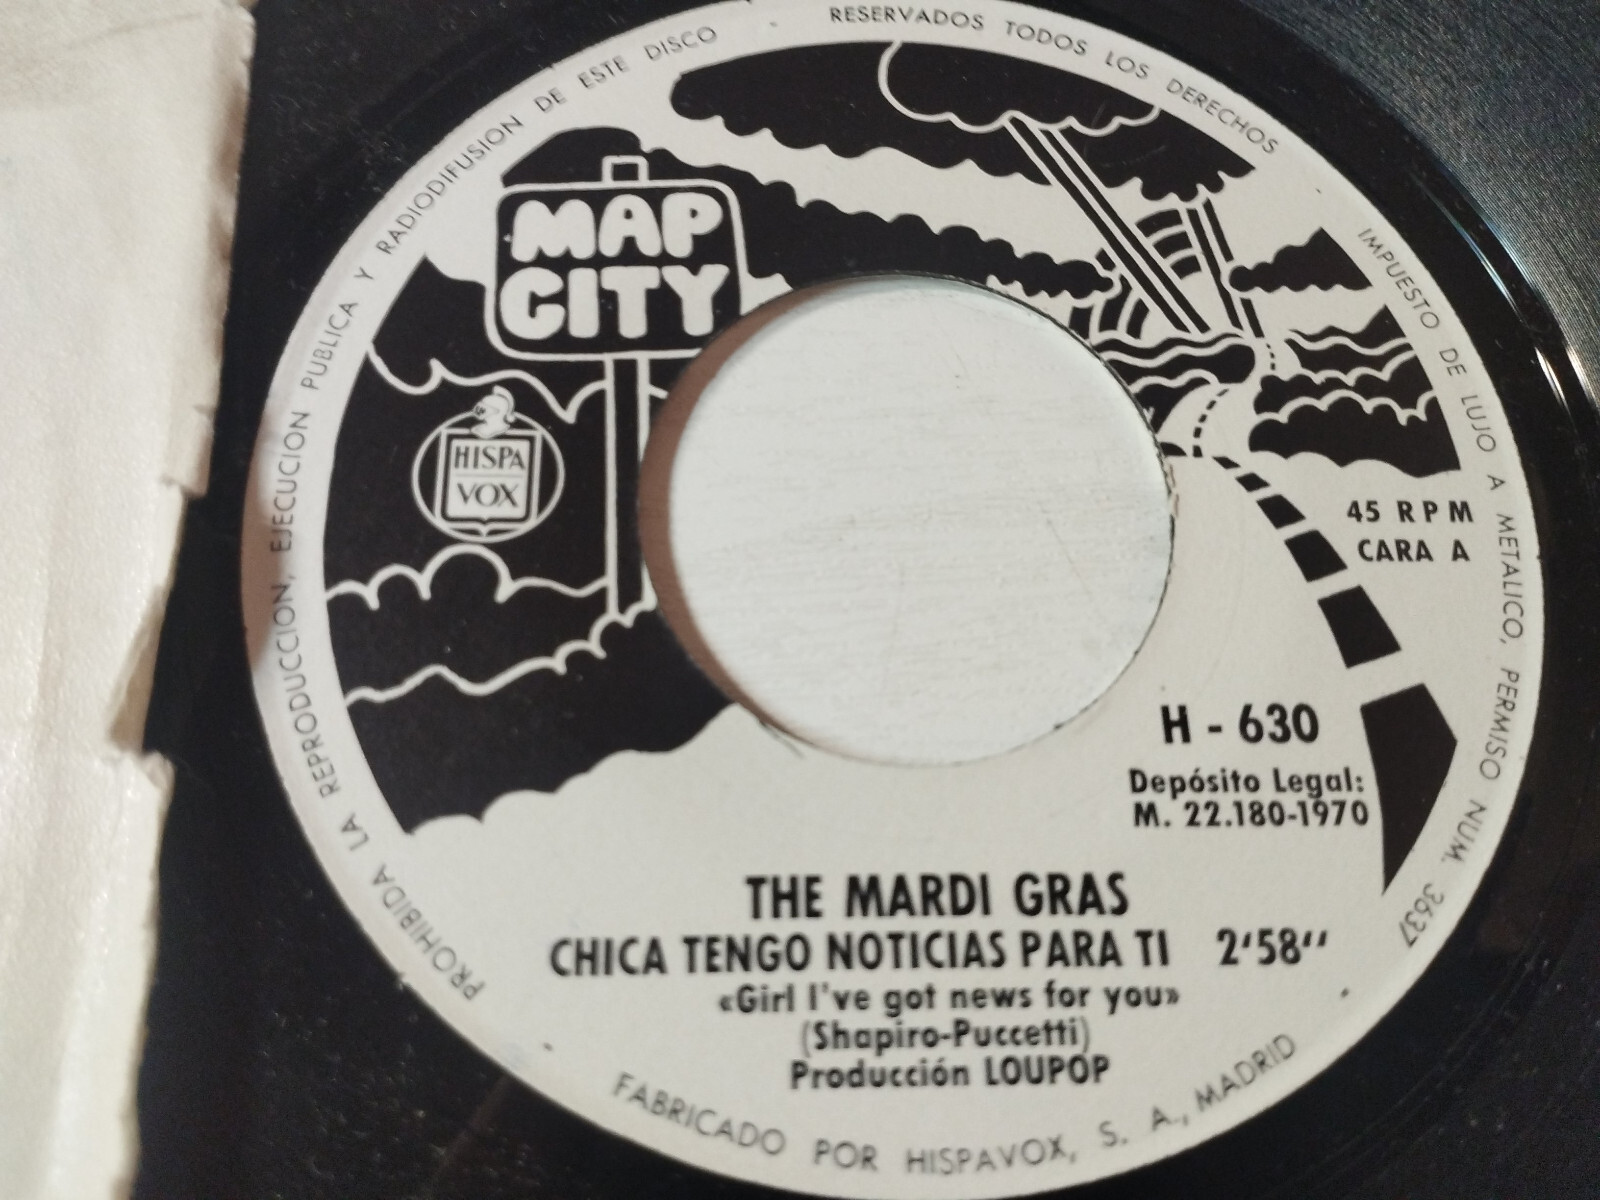 PROHIBIDA LA REPRODUCCION, EJECUCION PUBLICA Y RADIODIFUSION DE ESTE DISCO
RESERVADOS TODOS LOS DERECHOS
IMPUESTO DE LUJO A METALICO, PERMISO NUM. 3637
MAP
CITY
HISPA
VOX
45 RPM
CARA A
H - 630
Depósito Legal:
M. 22.180-1970
THE MARDI GRAS
CHICA TENGO NOTICIAS PARA TI 2'58''
«Girl I've got news for you»
(Shapiro-Puccetti)
Producción LOUPOP
FABRICADO POR HISPAVOX, S. A., MADRID